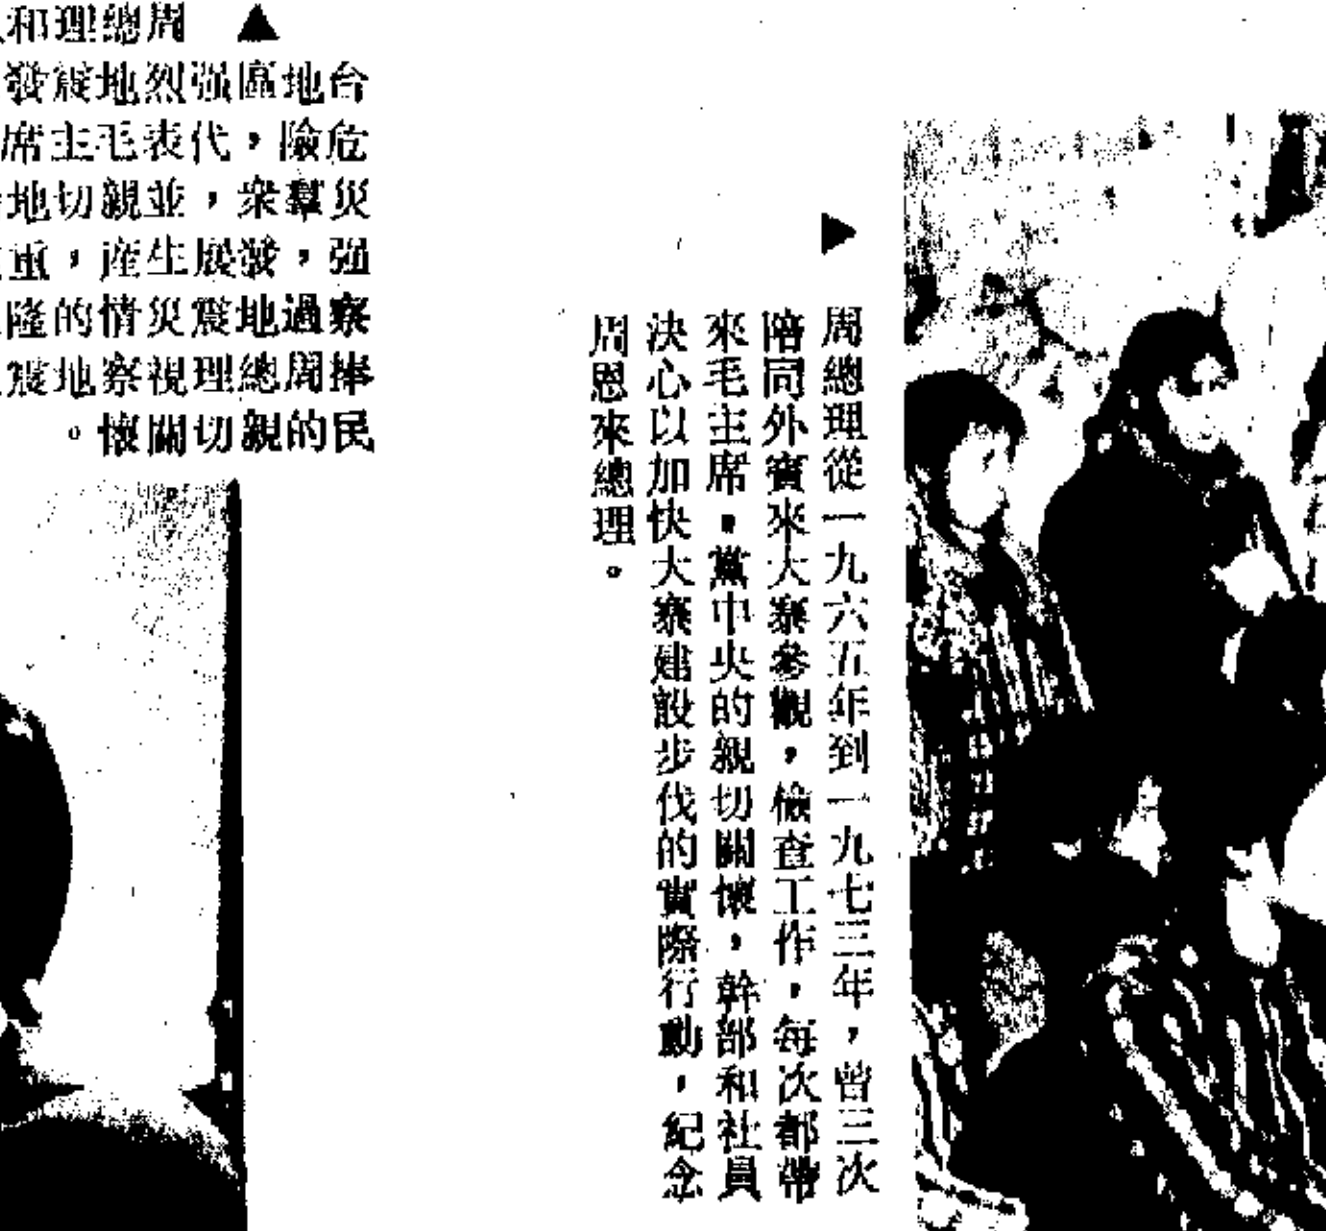 周總理從一九六五年到一九七三年，曾三次
陪同外賓來大寨參觀，檢查工作，每次都帶
來毛主席，黨中央的親切關懷，幹部和社員
決心以加快大寨建設步伐的實際行動，紀念
周恩來總理。
▲ 周總理和
台地區强烈地震發
危險，代表毛主席
災羣衆，並親切地
强，發展生產，重
察過地震災情的隆
捧周總理視察地震
民的親切關懷。